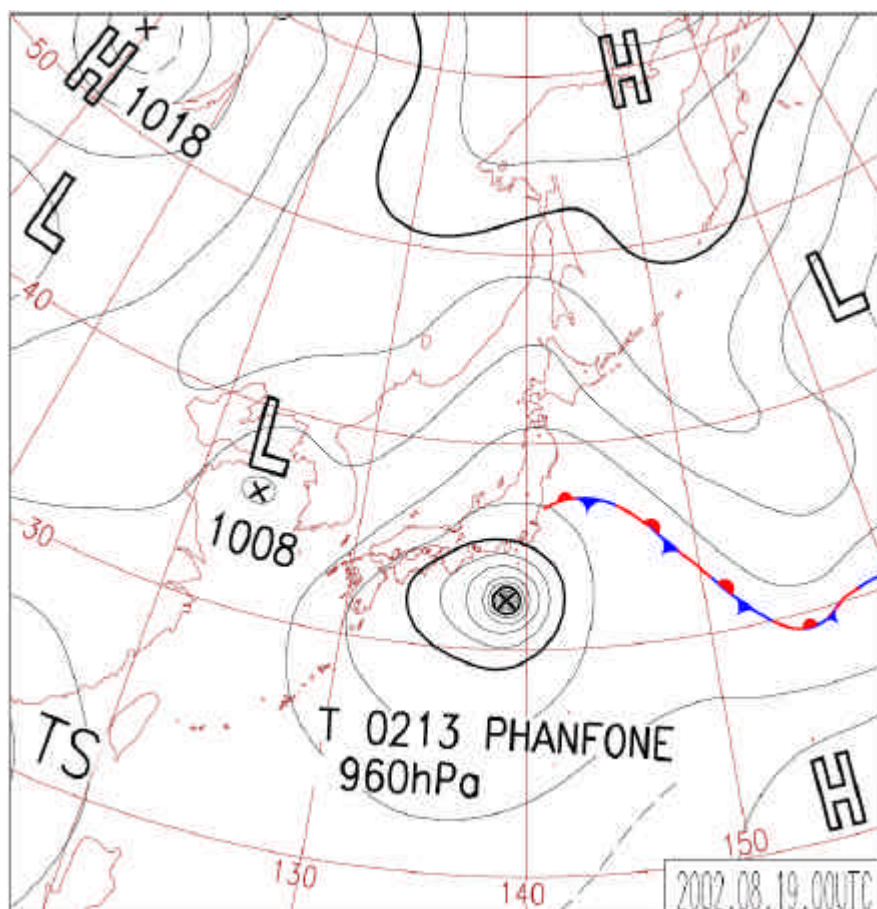 H
H
50
1018
L
L
40
L
1008
30
T 0213 PHANFONE
960hPa
TS
H
150
130
140
2002.08.19.00UTC